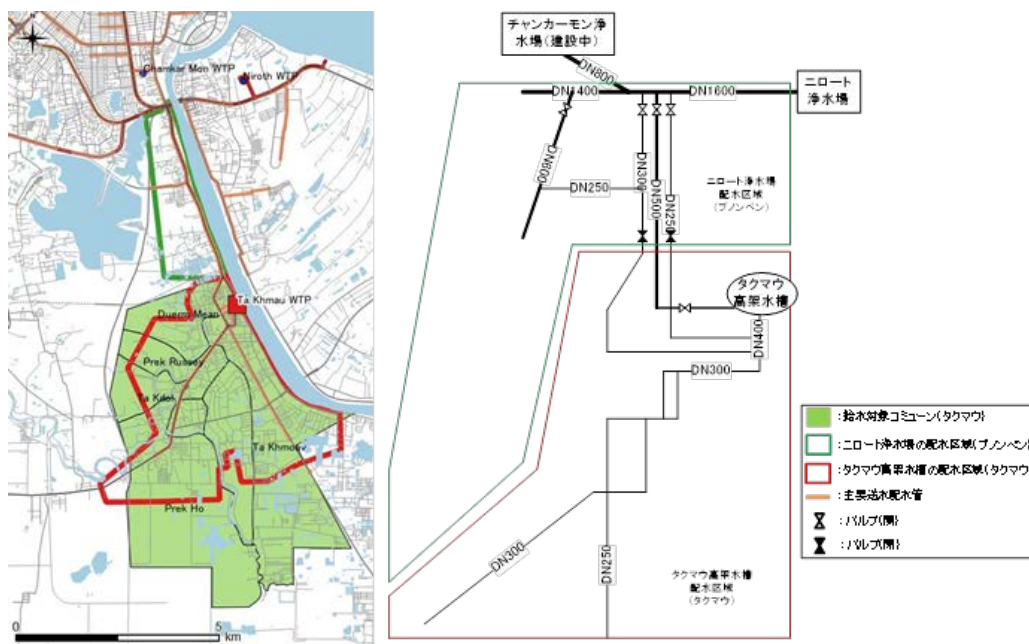 Chamkar Mon WTP
Niroth WTP
Ta Khmau WTP
Prek Russey
Ta Kdol
Ta Khmao
Prek Ho
0
5
km
チャンカーモン浄
水場(建設中)
ニロート
浄水場
DN800
DN1400
DN1600
DN600
DN250
DN300
DN500
DN250
ニロート浄水場
配水区域
(プノンペン)
タクマウ
高架水槽
DN400
DN300
DN300
DN250
タクマウ高架水槽
配水区域
(タクマウ)
:給水対象コミューン(タクマウ)
:ニロート浄水場の配水区域(プノンペン)
:タクマウ高架水槽の配水区域(タクマウ
:主要送水配水管
:バルブ(開)
:バルブ(閉)